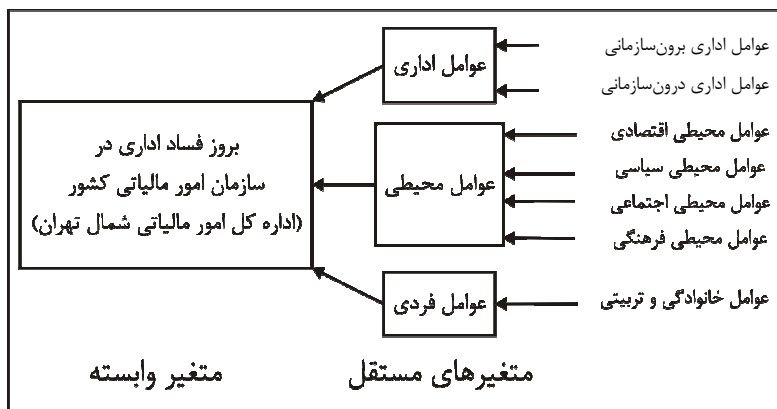 عوامل اداری برون‌سازمانی
عوامل اداری درون‌سازمانی
عوامل اداری
عوامل محیطی اقتصادی
عوامل محیطی سیاسی
عوامل محیطی اجتماعی
عوامل محیطی فرهنگی
عوامل محیطی
عوامل خانوادگی و تربیتی
عوامل فردی
بروز فساد اداری در
سازمان امور مالیاتی کشور
(اداره کل امور مالیاتی شمال تهران)
متغیرهای مستقل
متغیر وابسته